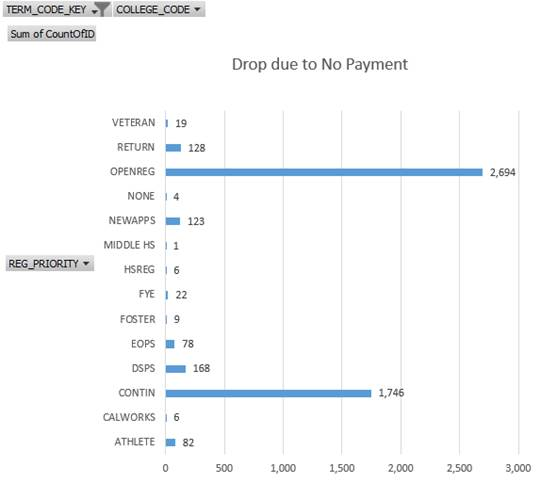 TERM_CODE_KEY COLLEGE_CODE
Sum of CountOfID
Drop due to No Payment
VETERAN 19
RETURN 128
OPENREG 2,694
NONE 4
NEWAPPS 123
MIDDLE HS 1
REG_PRIORITY
HSREG 6
FYE 22
FOSTER 9
EOPS 78
DSPS 168
CONTIN 1,746
CALWORKS 6
ATHLETE 82
0 500 1,000 1,500 2,000 2,500 3,000